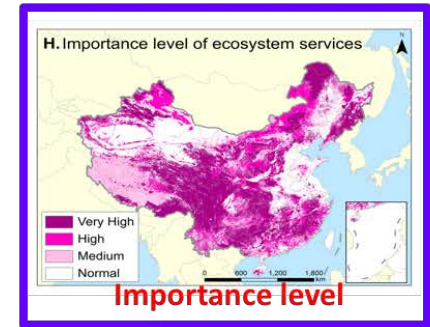 H. Importance level of ecosystem services
N
Very High
High
Medium
Normal
0 600 1,200 1,800
km
Importance level